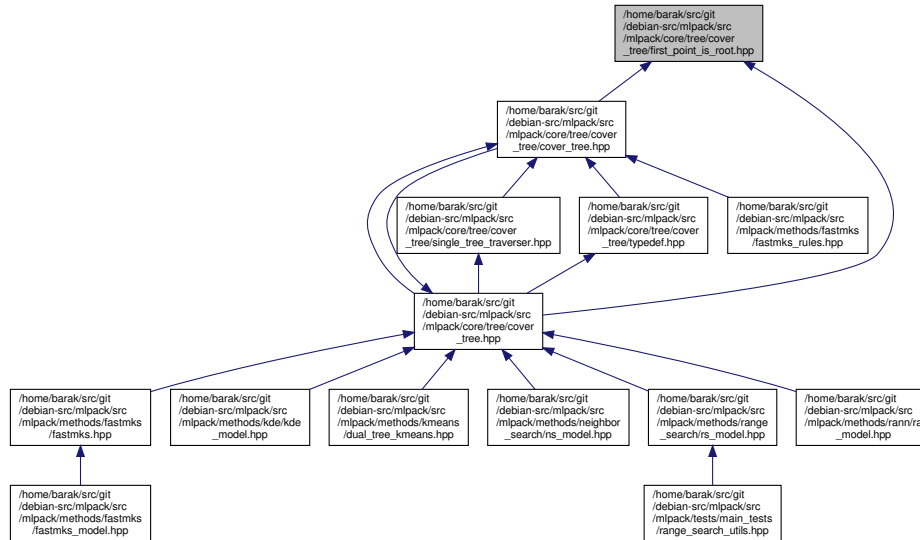 /home/barak/src/git
/debian-src/mlpack/src
/mlpack/core/tree/cover
_tree/first_point_is_root.hpp
/home/barak/src/git
/debian-src/mlpack/src
/mlpack/core/tree/cover
_tree/cover_tree.hpp
/home/barak/src/git
/debian-src/mlpack/src
/mlpack/core/tree/cover
_tree/single_tree_traverser.hpp
/home/barak/src/git
/debian-src/mlpack/src
/mlpack/core/tree/cover
_tree/typedef.hpp
/home/barak/src/git
/debian-src/mlpack/src
/mlpack/methods/fastmks
/fastmks_rules.hpp
/home/barak/src/git
/debian-src/mlpack/src
/mlpack/core/tree/cover
_tree.hpp
/home/barak/src/git
/debian-src/mlpack/src
/mlpack/methods/fastmks
/fastmks.hpp
/home/barak/src/git
/debian-src/mlpack/src
/mlpack/methods/kde/kde
_model.hpp
/home/barak/src/git
/debian-src/mlpack/src
/mlpack/methods/kmeans
/dual_tree_kmeans.hpp
/home/barak/src/git
/debian-src/mlpack/src
/mlpack/methods/neighbor
_search/ns_model.hpp
/home/barak/src/git
/debian-src/mlpack/src
/mlpack/methods/range
_search/rs_model.hpp
/home/barak/src/git
/debian-src/mlpack/src
/mlpack/methods/rann/ra
_model.hpp
/home/barak/src/git
/debian-src/mlpack/src
/mlpack/methods/fastmks
/fastmks_model.hpp
/home/barak/src/git
/debian-src/mlpack/src
/mlpack/tests/main_tests
/range_search_utils.hpp